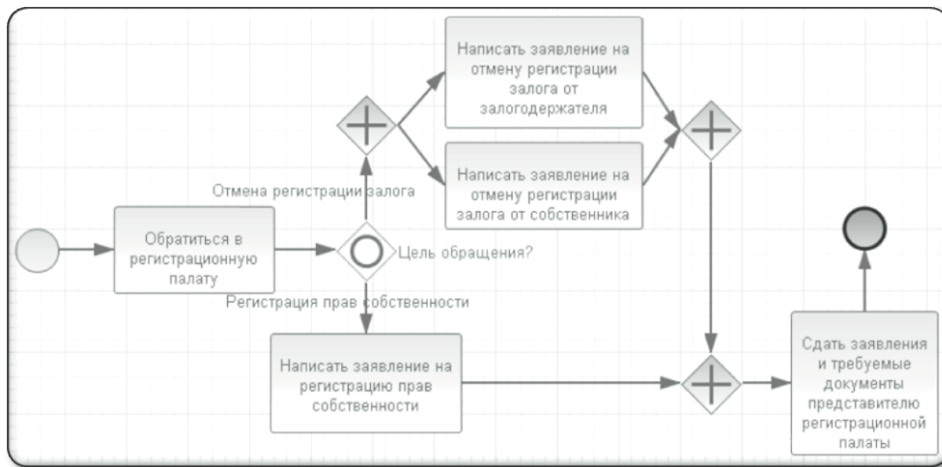 Написать заявление на
отмену регистрации
залога от
залогодержателя
Написать заявление на
отмену регистрации
залога от собственника
Отмена регистрации залога
Обратиться в
регистрационную
палату
Цель обращения?
Регистрация прав собственности
Написать заявление на
регистрацию прав
собственности
Сдать заявления
и требуемые
документы
представителю
регистрационной
палаты